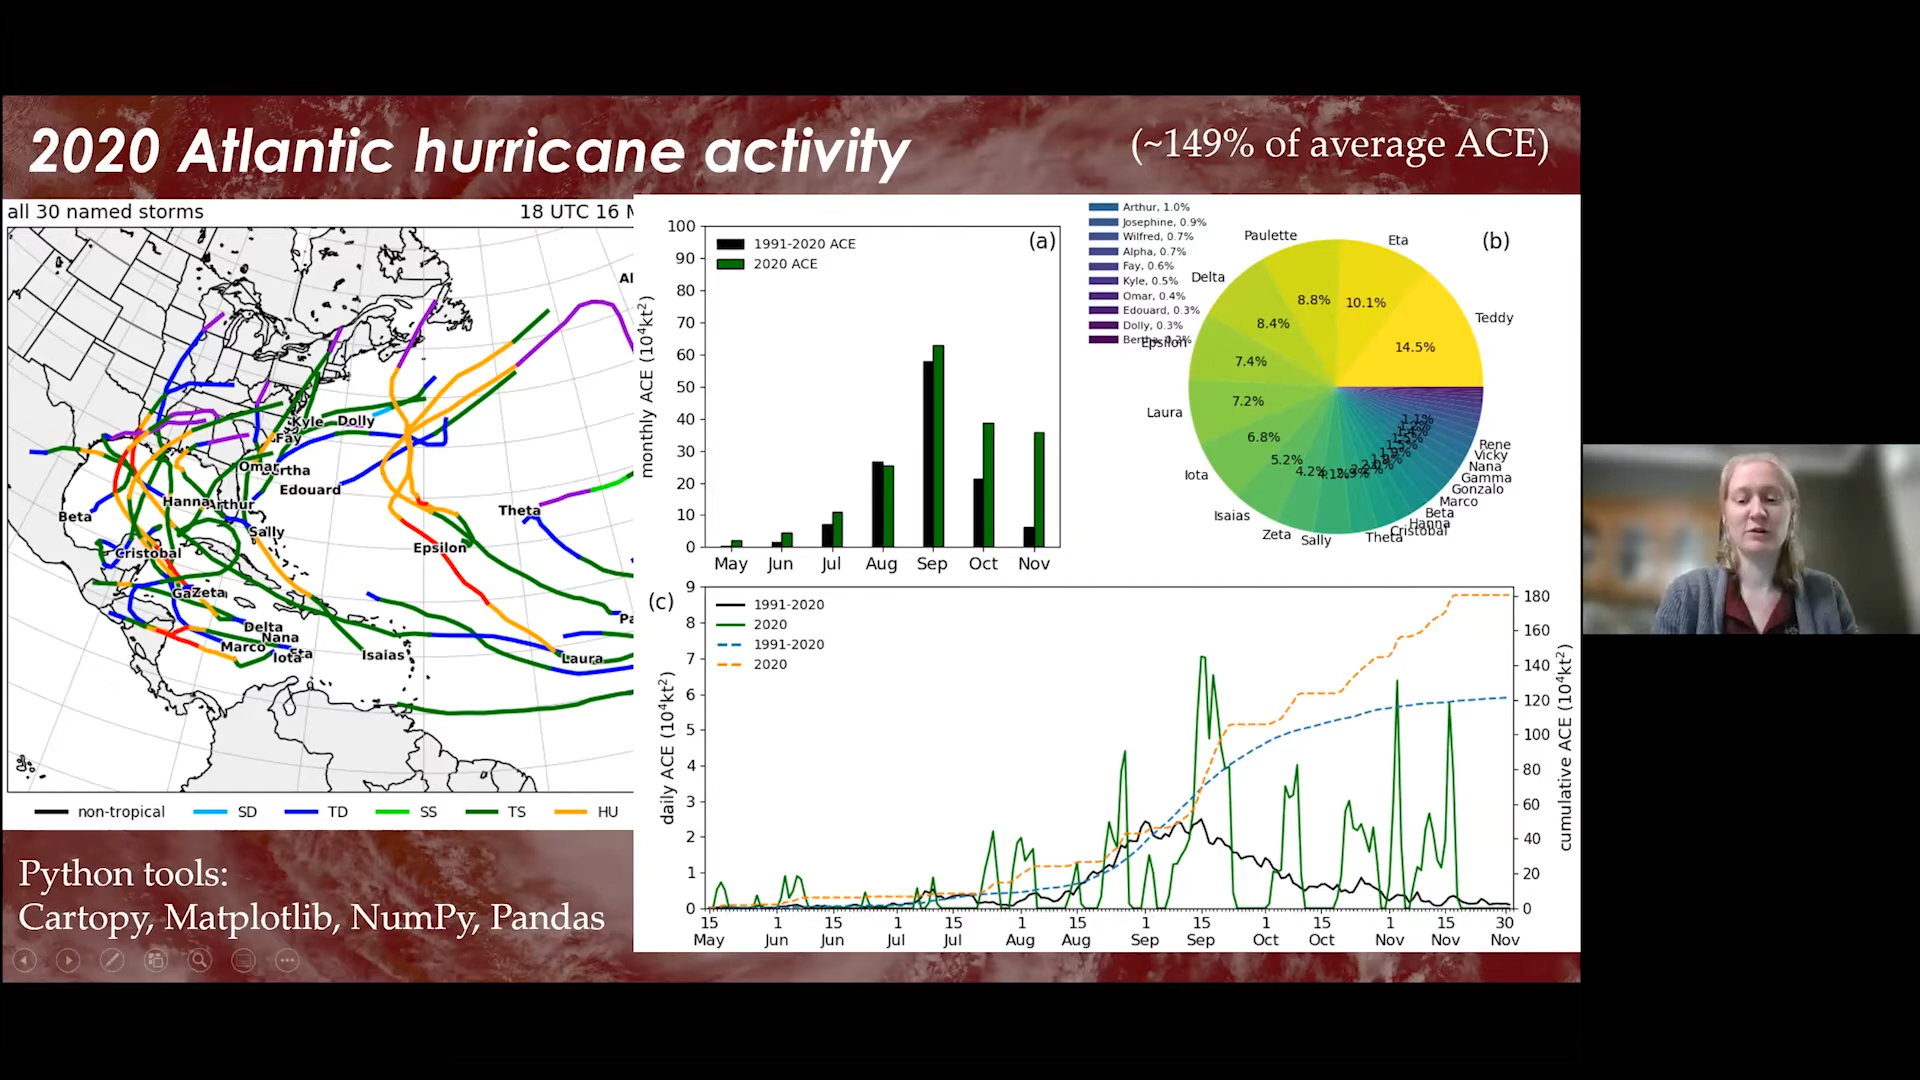 2020 Atlantic hurricane activity
(~149% of average ACE)
all 30 named storms
18 UTC 16
Kyle Dolly
Fay
Omar
Edouard
Hanna
Beta
Theta
Sally
Cristobal
Epsilon
Zeta
Delta
Nana
Marco
Iota
Isaias
Laura
non-tropical SD TD SS TS HU
Python tools:
Cartopy, Matplotlib, NumPy, Pandas
(a)
1991-2020 ACE
2020 ACE
monthly ACE (10⁴kt²)
100
90
80
70
60
50
40
30
20
10
0
May Jun Jul Aug Sep Oct Nov
(b)
Arthur, 1.0%
Josephine, 0.9%
Wilfred, 0.7%
Alpha, 0.7%
Fay, 0.6%
Kyle, 0.5%
Omar, 0.4%
Edouard, 0.3%
Dolly, 0.3%
Paulette
Eta
Delta
Teddy
Epsilon
Laura
Iota
Isaias
Zeta
Sally
Theta
Cristobal
Hanna
Beta
Marco
Gonzalo
Gamma
Nana
Vicky
Rene
8.8%
10.1%
8.4%
14.5%
7.4%
7.2%
6.8%
5.2%
4.2%
1.1%
(c)
1991-2020
2020
1991-2020
2020
daily ACE (10⁴kt²)
9
8
7
6
5
4
3
2
1
0
cumulative ACE (10⁴kt²)
180
160
140
120
100
80
60
40
20
0
15 1 15 1 15 1 15 1 15 1 15 1 15 30
May Jun Jun Jul Jul Aug Aug Sep Sep Oct Oct Nov Nov Nov